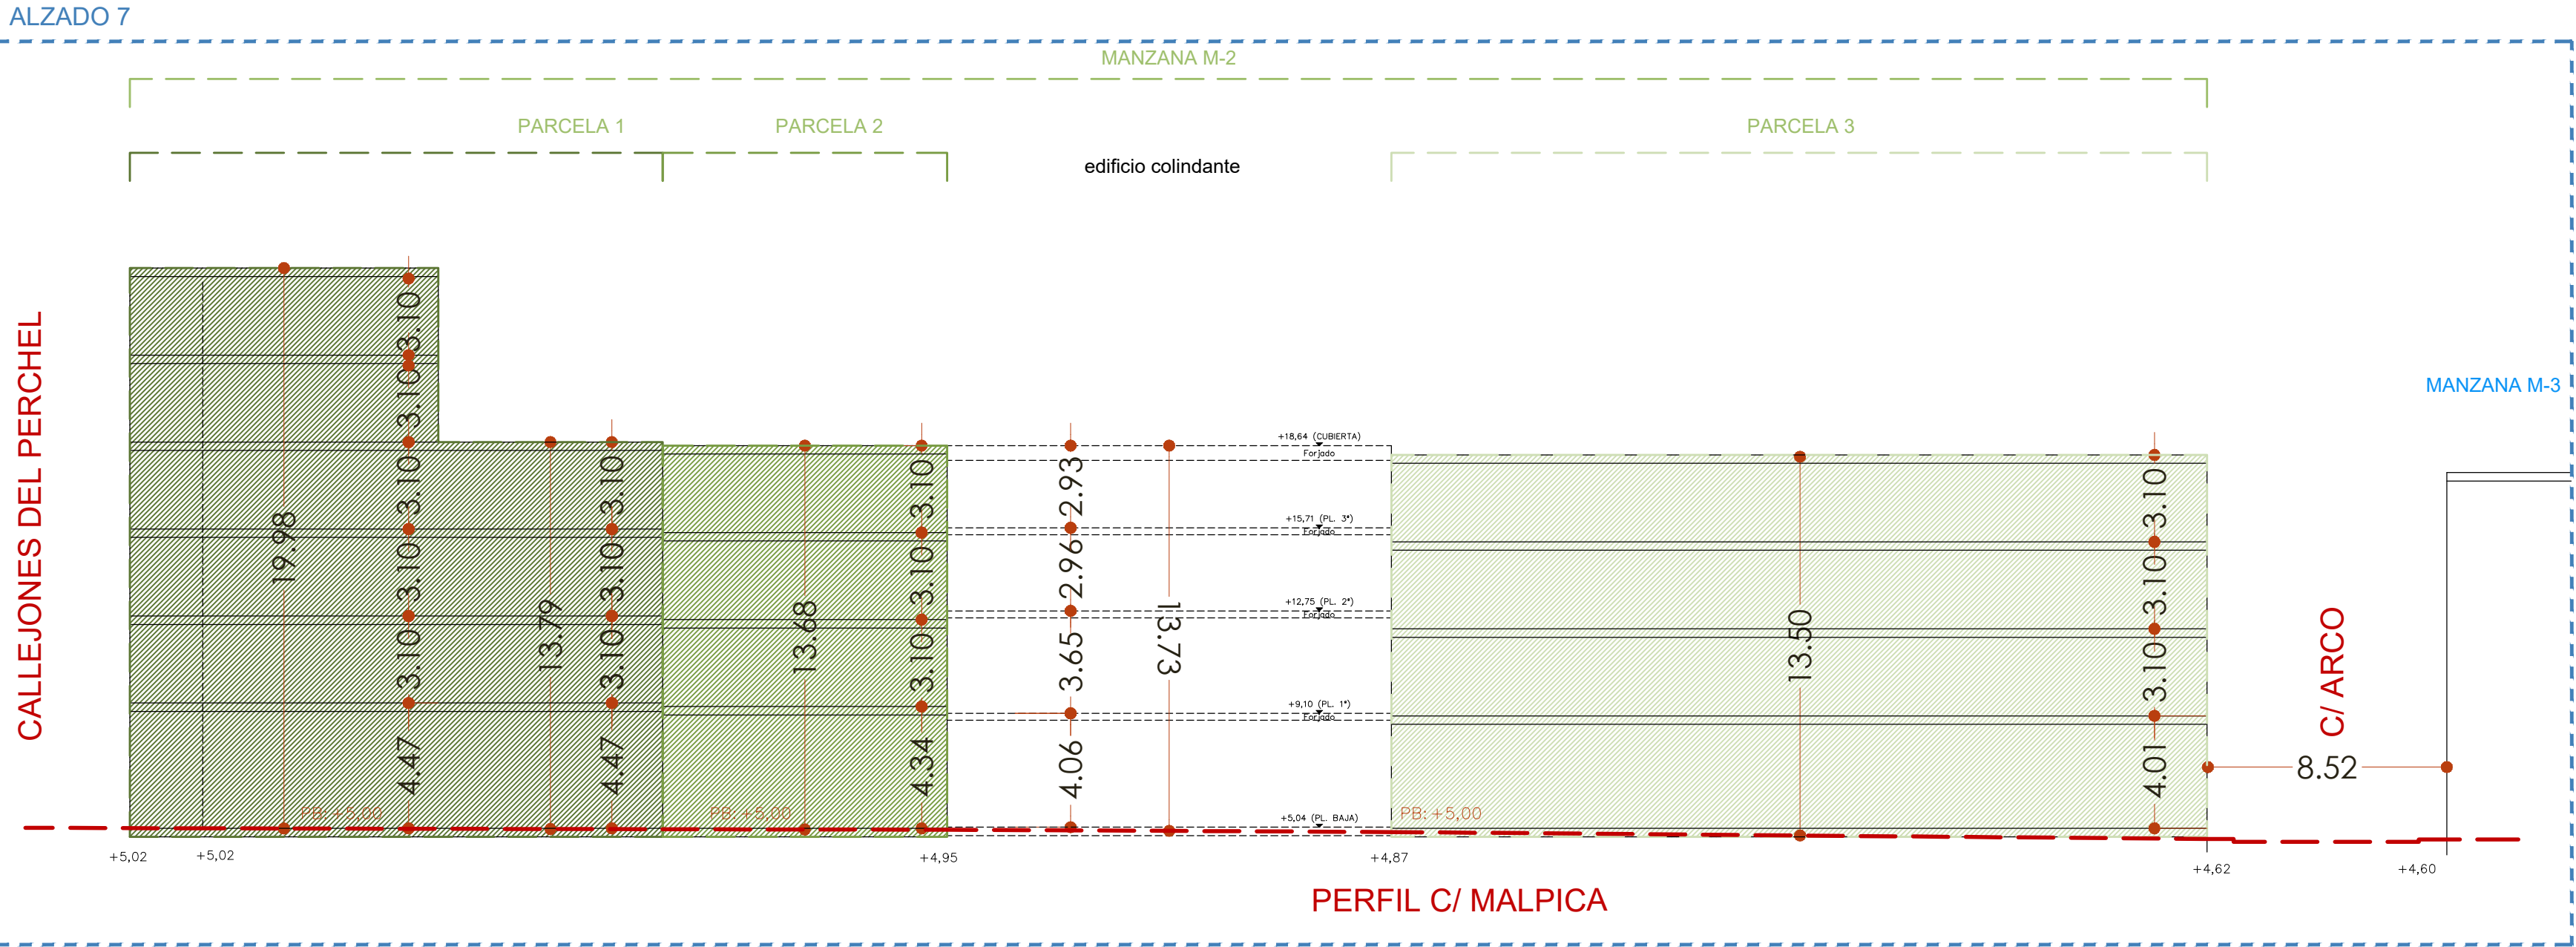 ALZADO 7
MANZANA M-2
PARCELA 1
PARCELA 2
PARCELA 3
edificio colindante
CALLEJONES DEL PERCHEL
19.98
3.10
3.10
3.10
3.10
3.10
4.47
13.79
3.10
3.10
3.10
4.47
PB: +5,00
13.68
3.10
3.10
3.10
4.34
PB: +5,00
2.93
2.96
3.65
4.06
13.73
+18,64 (CUBIERTA)
Forjado
+15,71 (PL. 3ª)
Forjado
+12,75 (PL. 2ª)
Forjado
+9,10 (PL. 1ª)
Forjado
+5,04 (PL. BAJA)
PB: +5,00
13.50
3.10
3.10
3.10
4.01
C/ ARCO
8.52
MANZANA M-3
+5,02
+5,02
+4,95
+4,87
+4,62
+4,60
PERFIL C/ MALPICA